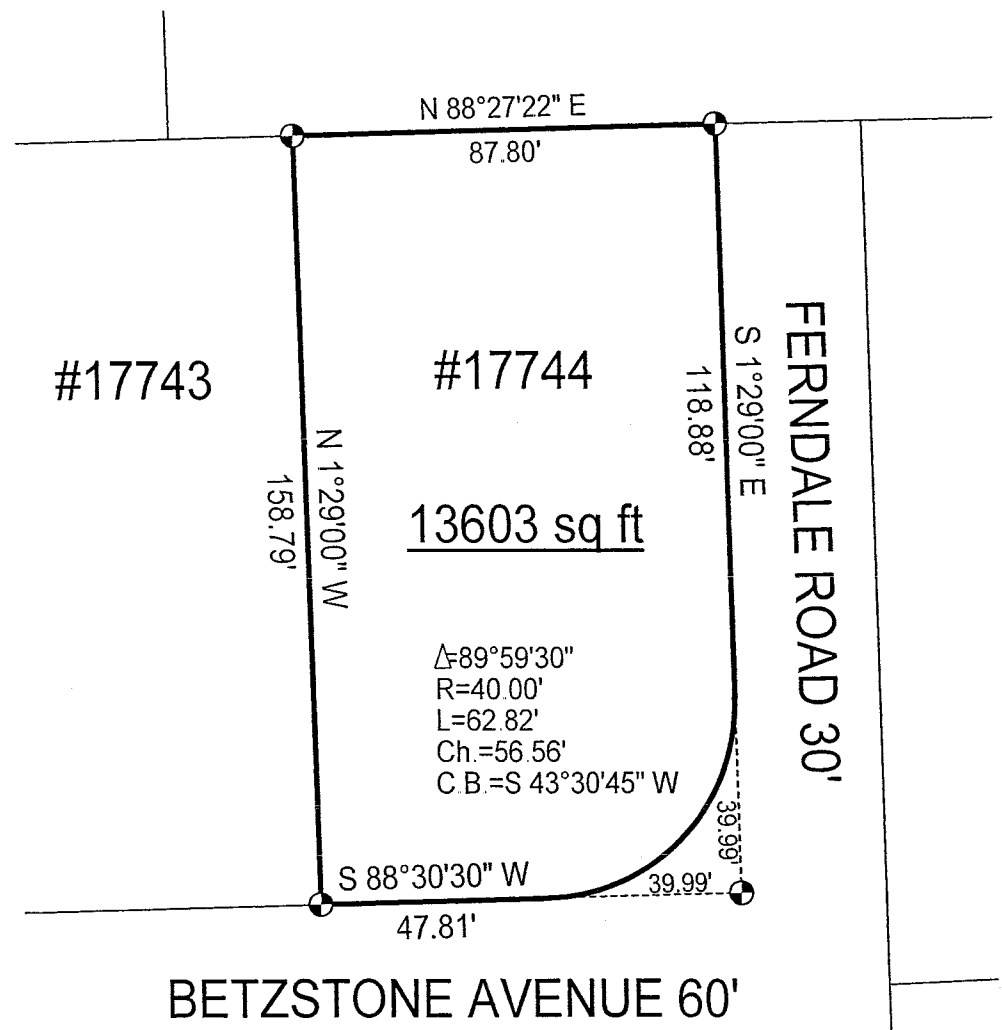 N 88°27'22" E
87.80'
#17743
#17744
S 1°29'00" E
118.88'
FERNDALE ROAD 30'
N 1°29'00" W
158.79'
13603 sq ft
Δ=89°59'30"
R=40.00'
L=62.82'
Ch.=56.56'
C.B.=S 43°30'45" W
39.99'
S 88°30'30" W
39.99'
47.81'
BETZSTONE AVENUE 60'